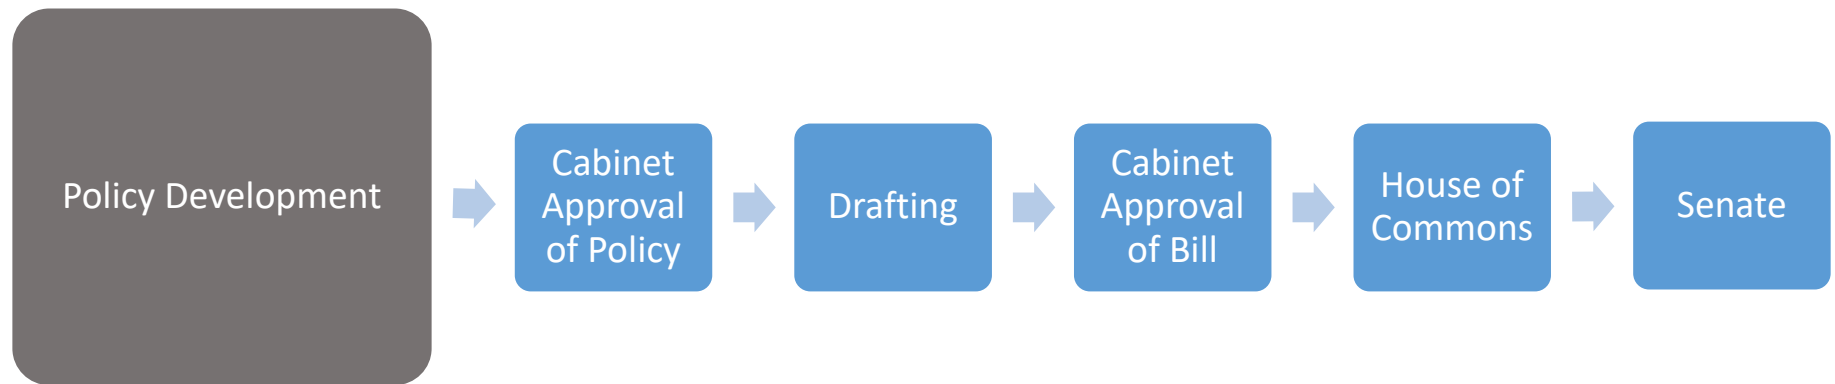 Policy Development
Cabinet
Approval
of Policy
Drafting
Cabinet
Approval
of Bill
House of
Commons
Senate